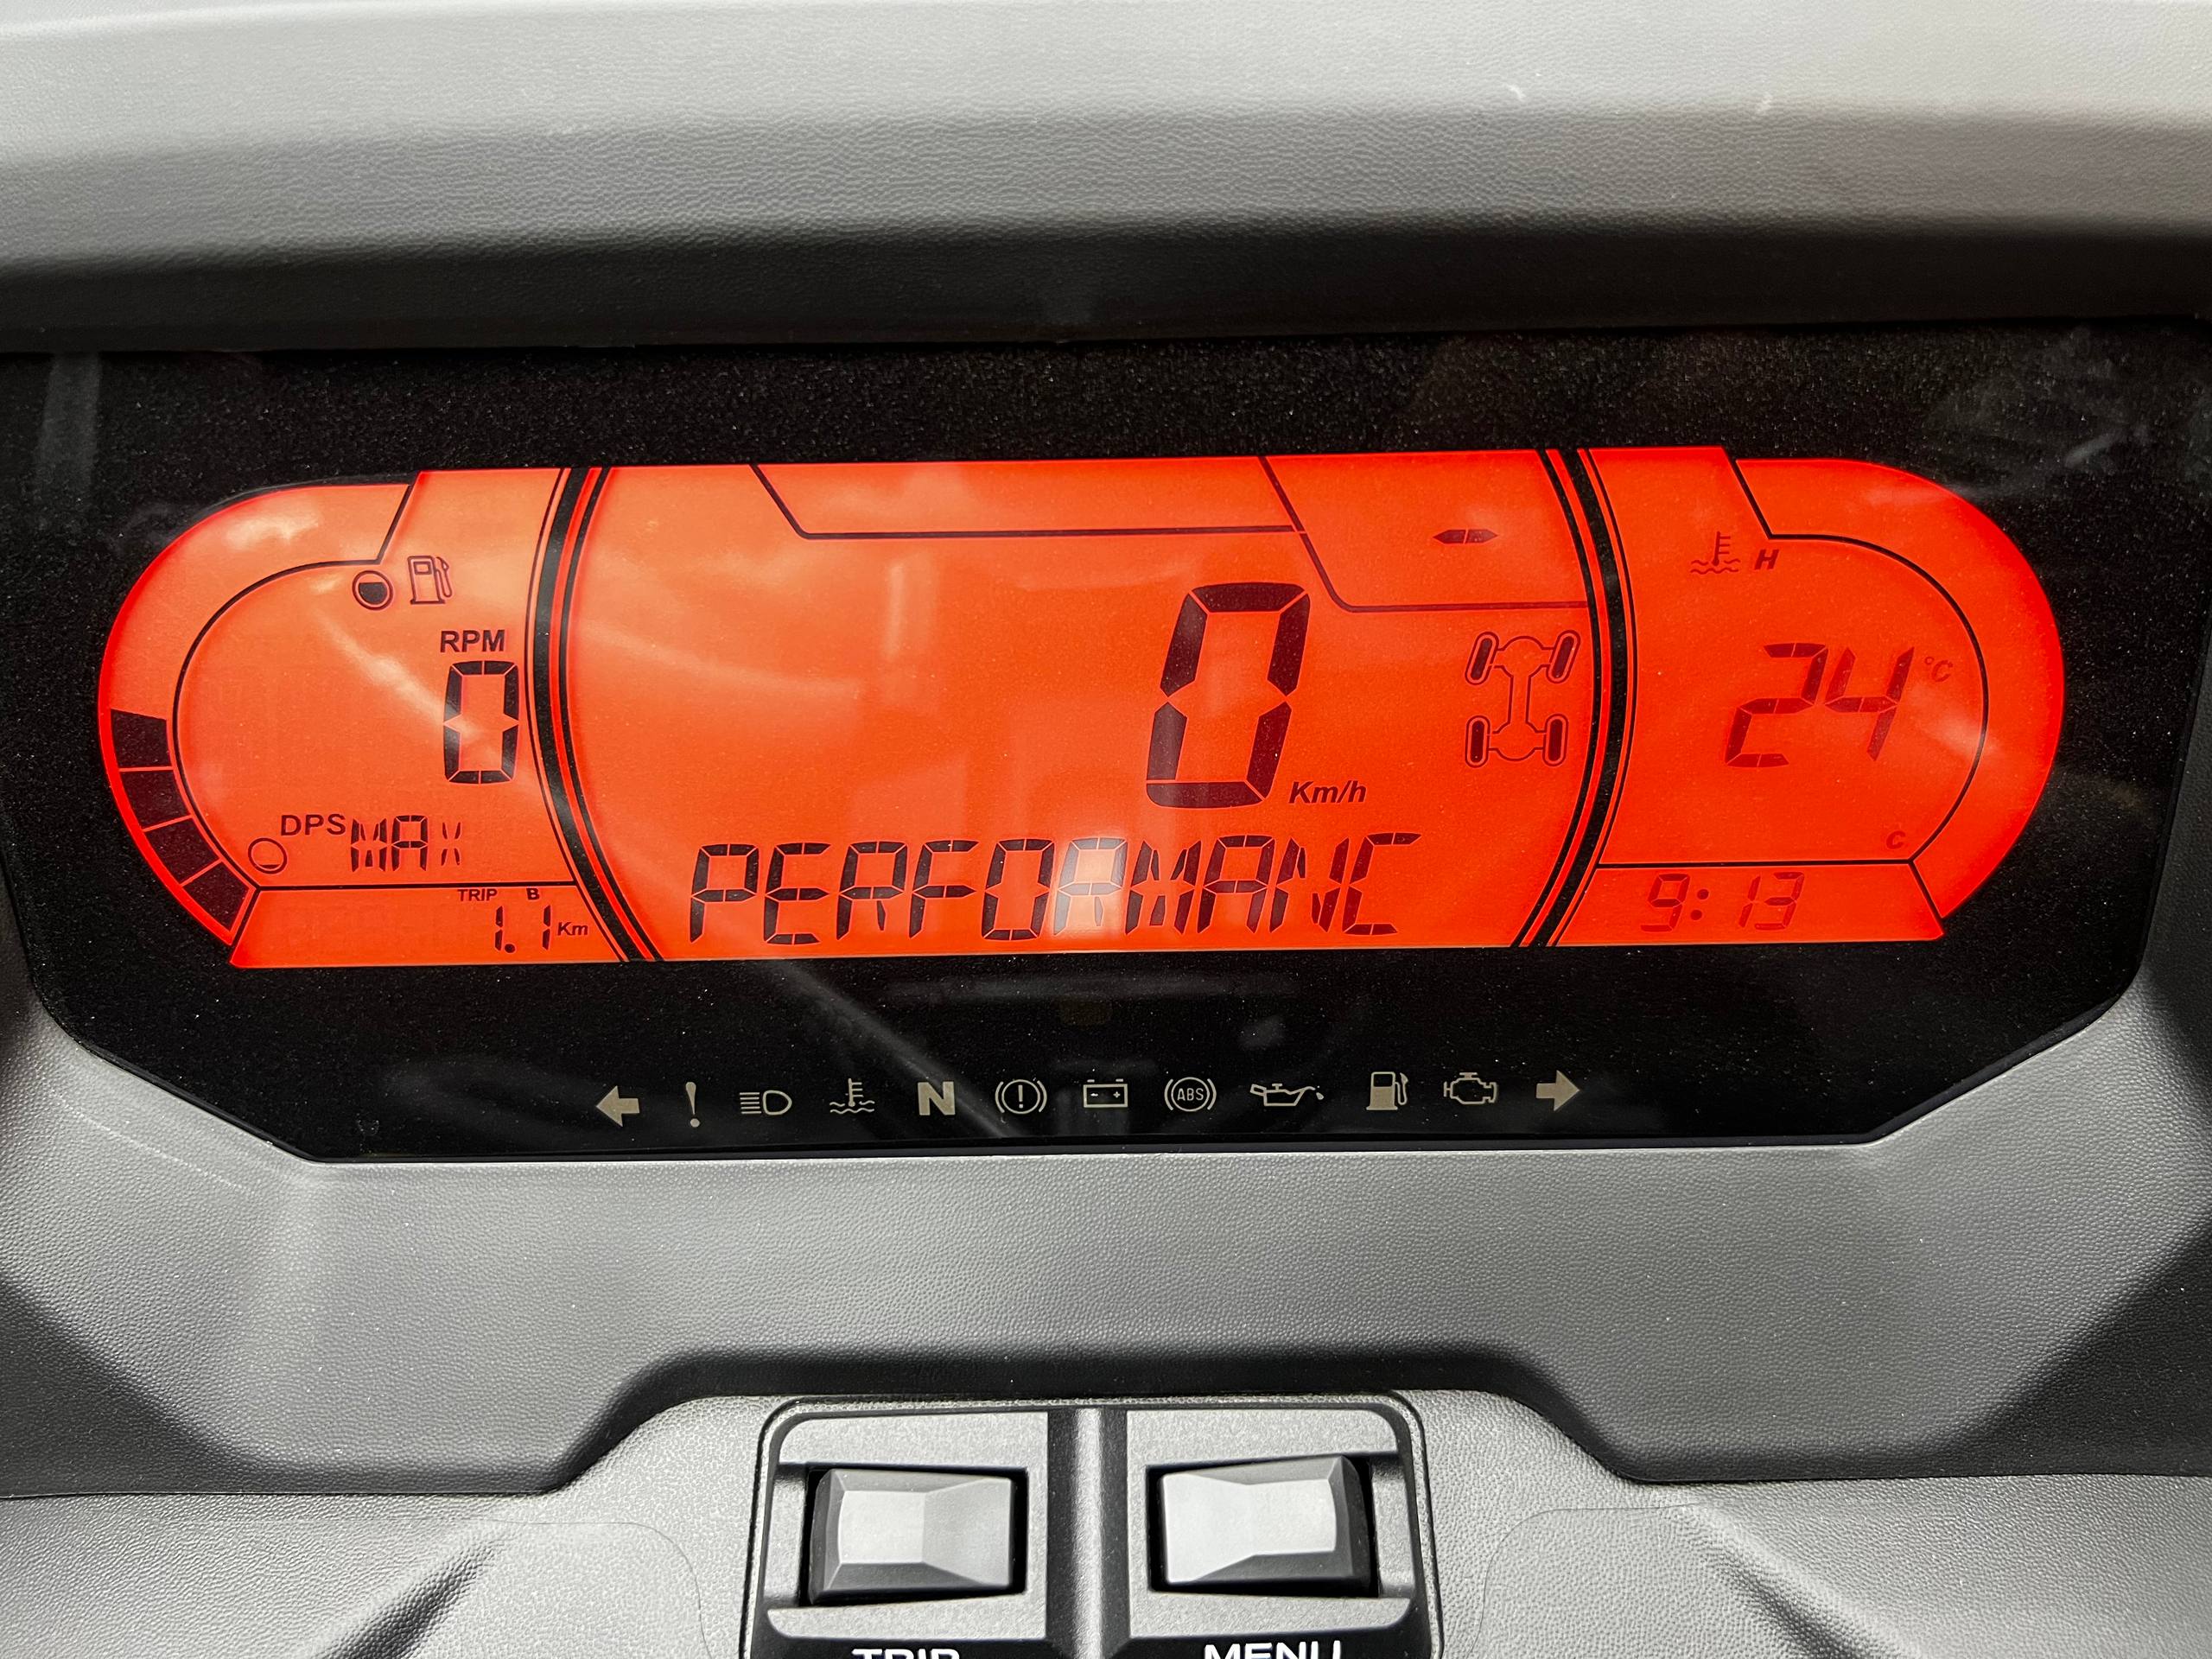 RPM
0
DPS MAX
TRIP B
1.1 Km
0 Km/h
PERFORMANC
H
24 °C
C
9:13
N
ABS
TRIP
MENU